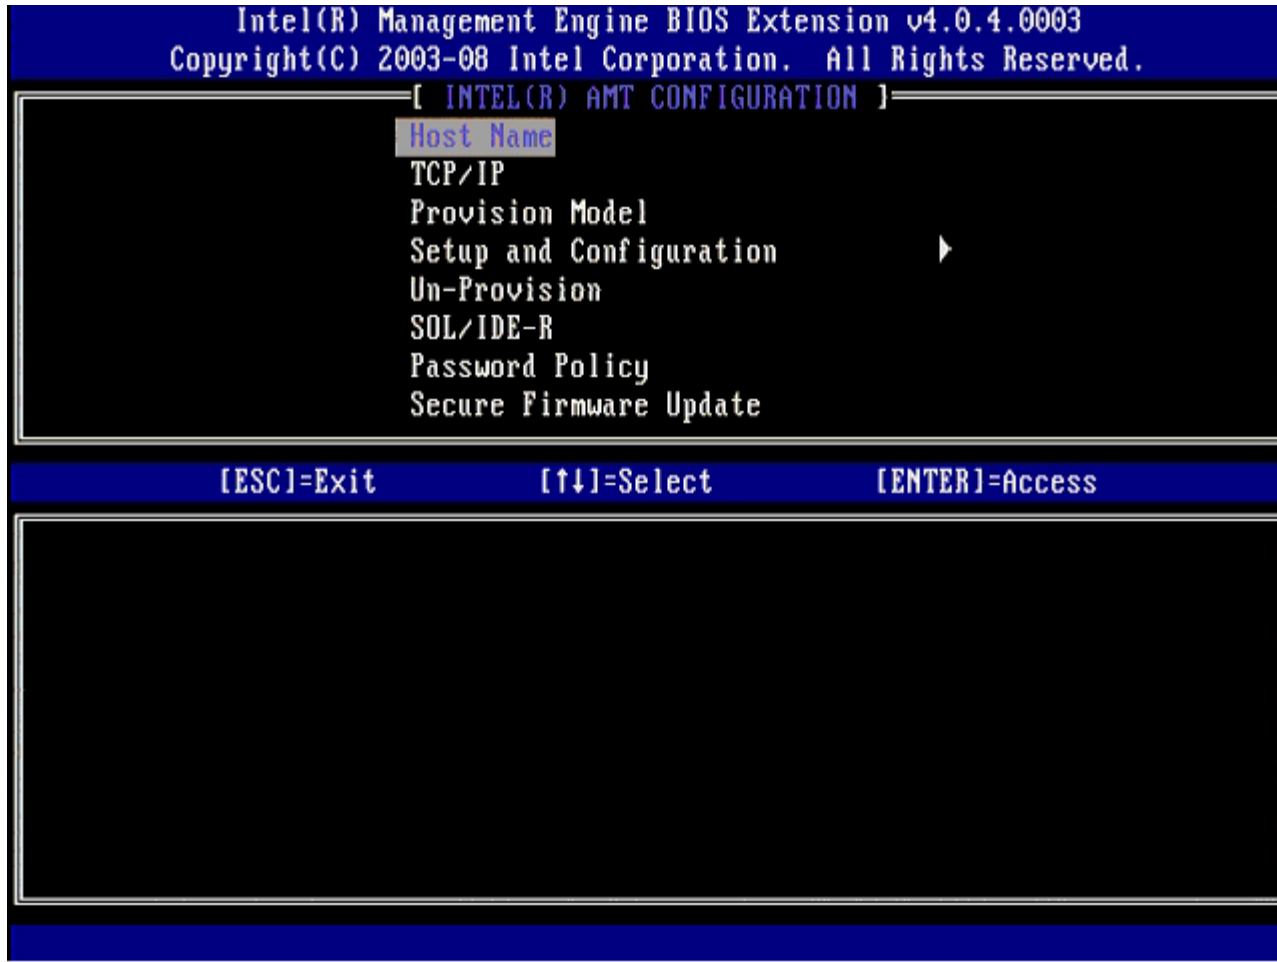 Intel(R) Management Engine BIOS Extension v4.0.4.0003
Copyright(C) 2003-08 Intel Corporation. All Rights Reserved.
[ INTEL(R) AMT CONFIGURATION ]
Host Name
TCP/IP
Provision Model
Setup and Configuration
Un-Provision
SOL/IDE-R
Password Policy
Secure Firmware Update
[ESC]=Exit [↑↓]=Select [ENTER]=Access